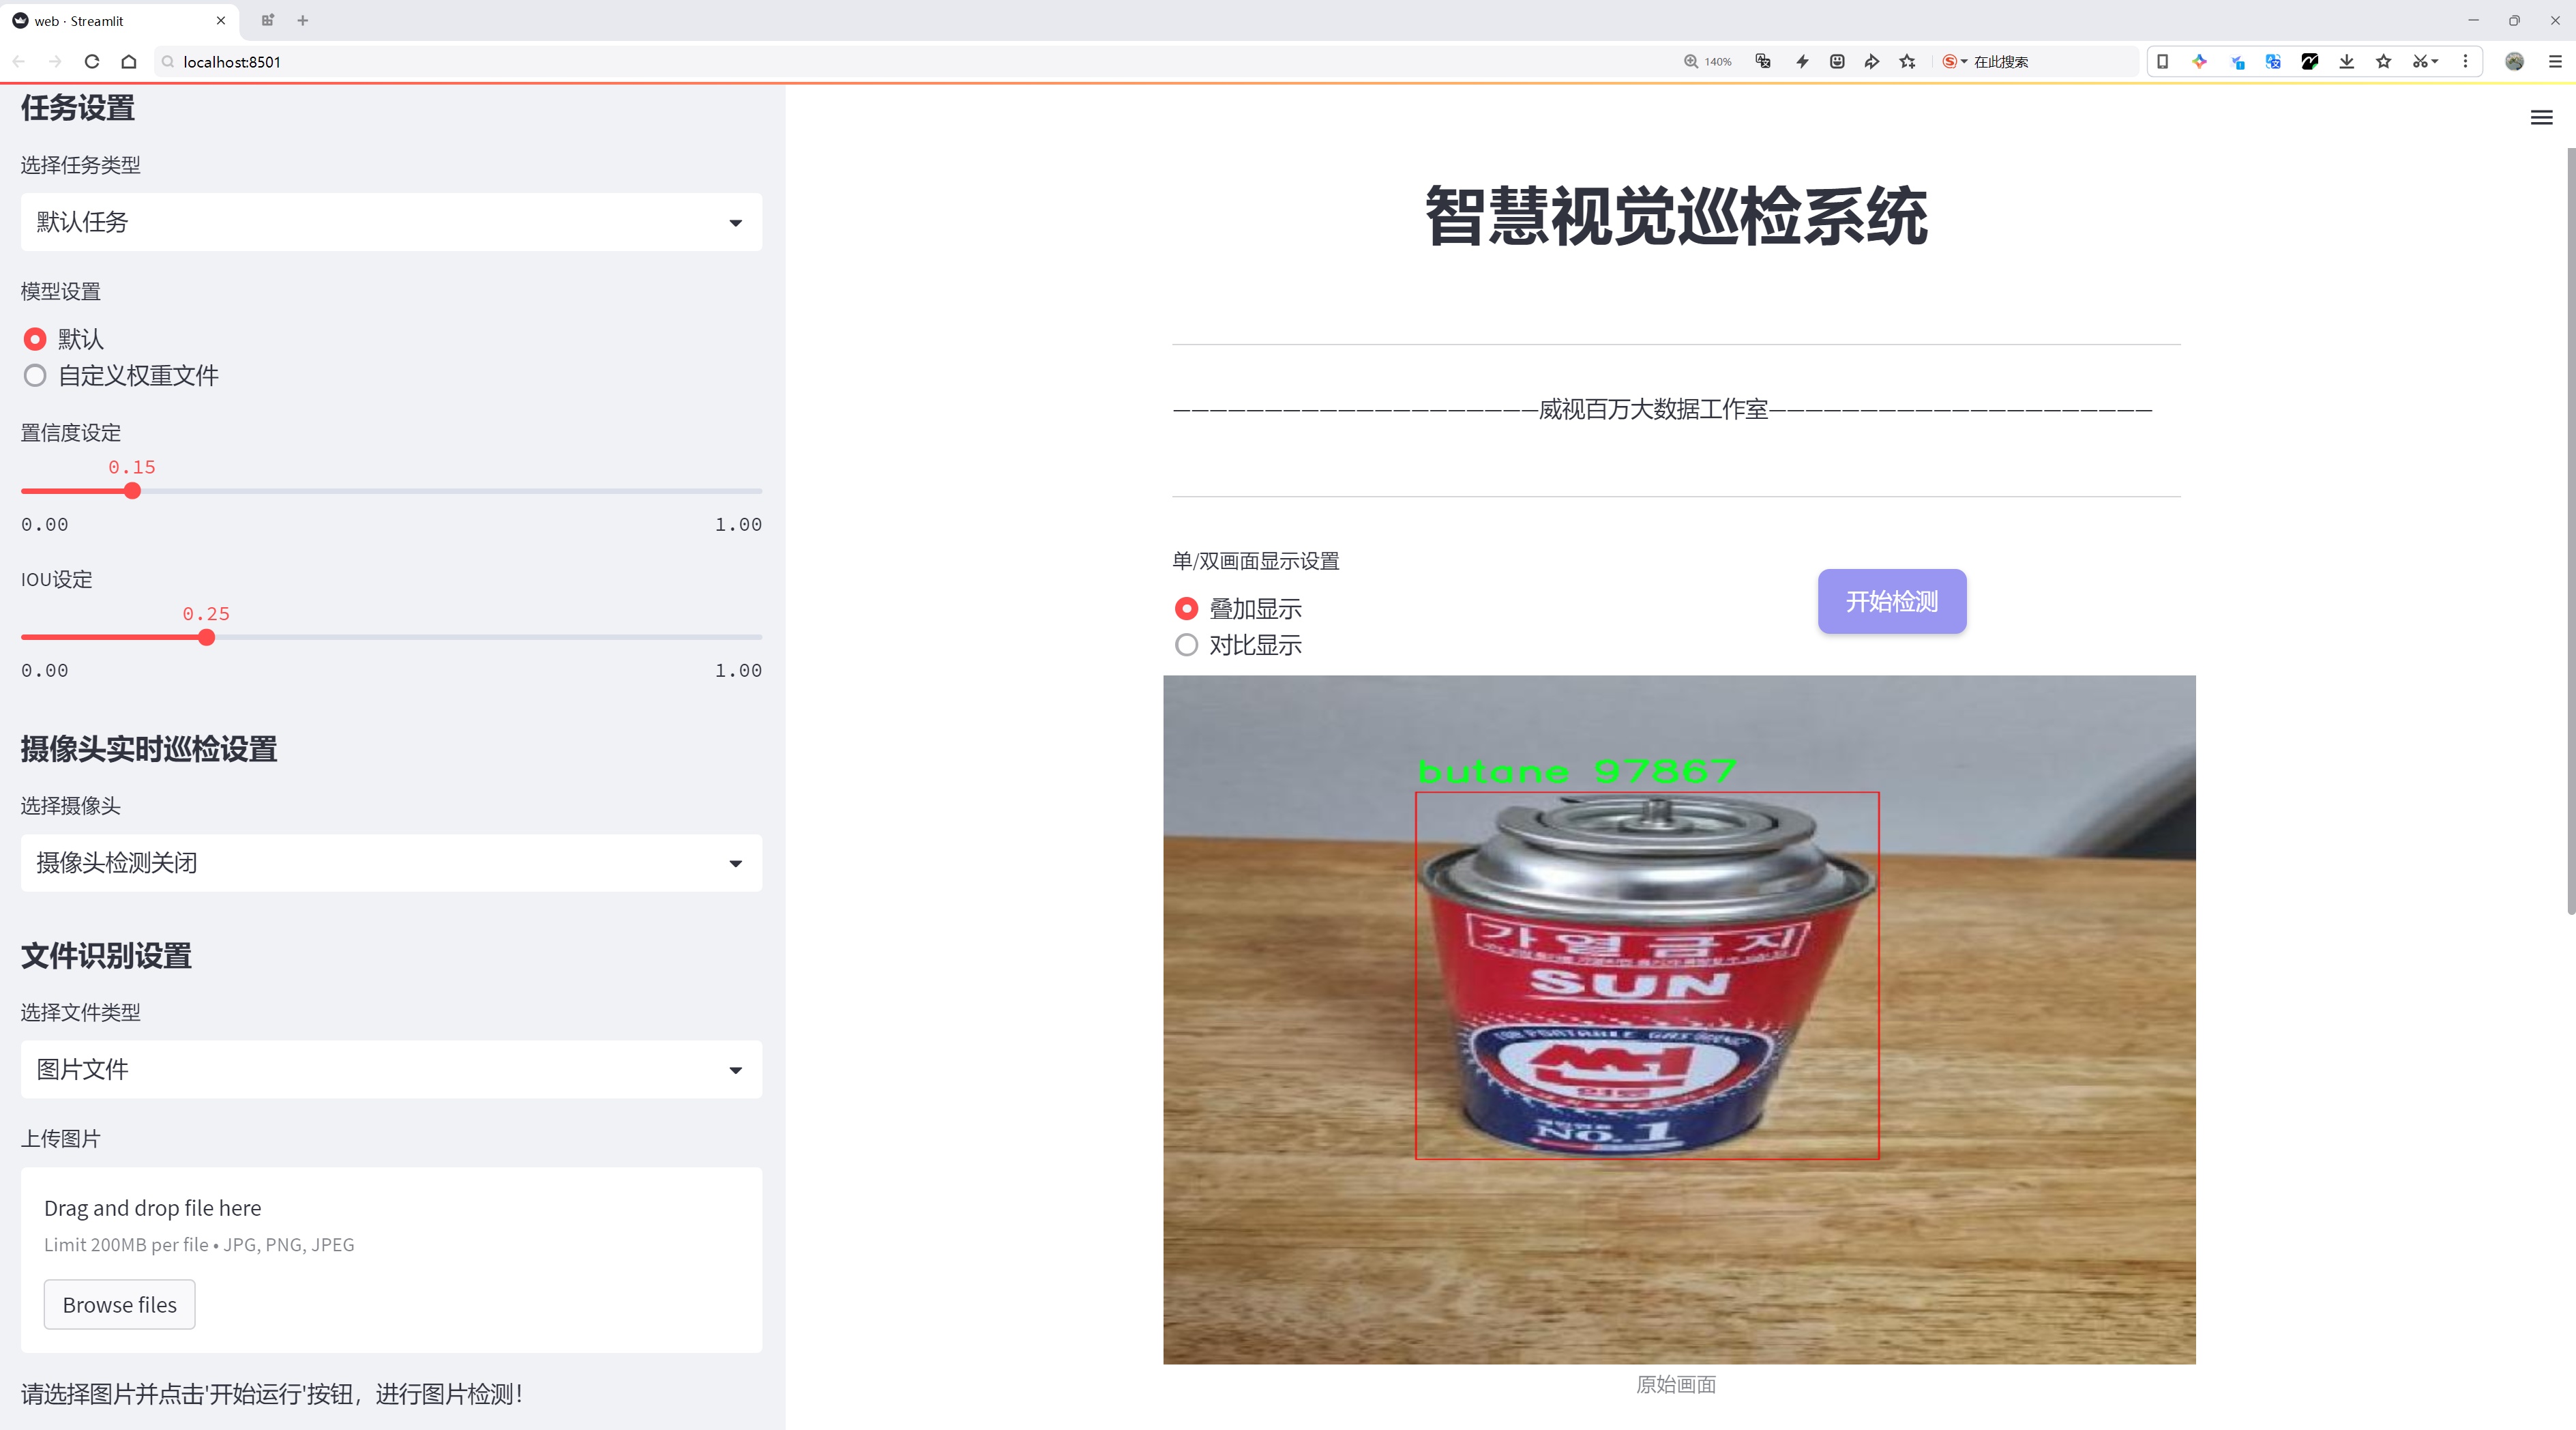 web · Streamlit
localhost:8501
140%
在此搜索
任务设置
选择任务类型
默认任务
模型设置
默认
自定义权重文件
置信度设定
0.15
0.00 1.00
IOU设定
0.25
0.00 1.00
摄像头实时巡检设置
选择摄像头
摄像头检测关闭
文件识别设置
选择文件类型
图片文件
上传图片
Drag and drop file here
Limit 200MB per file • JPG, PNG, JPEG
Browse files
请选择图片并点击'开始运行'按钮，进行图片检测！
智慧视觉巡检系统
————————————————————威视百万大数据工作室—————————————————————
单/双画面显示设置
叠加显示
对比显示
开始检测
butane 97867
가열금지
SUN
FOR PORTABLE GAS
NO.1
原始画面